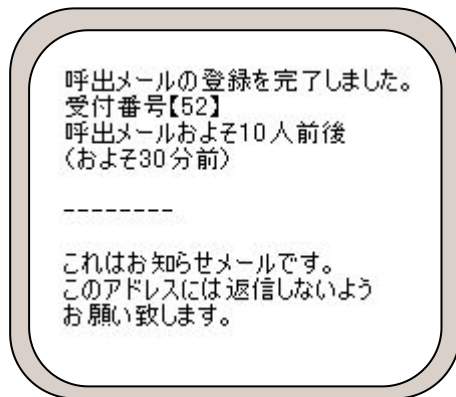 呼出メールの登録を完了しました。
受付番号【52】
呼出メールおよそ10人前後
(およそ30分前)
--------
これはお知らせメールです。
このアドレスには返信しないよう
お願い致します。